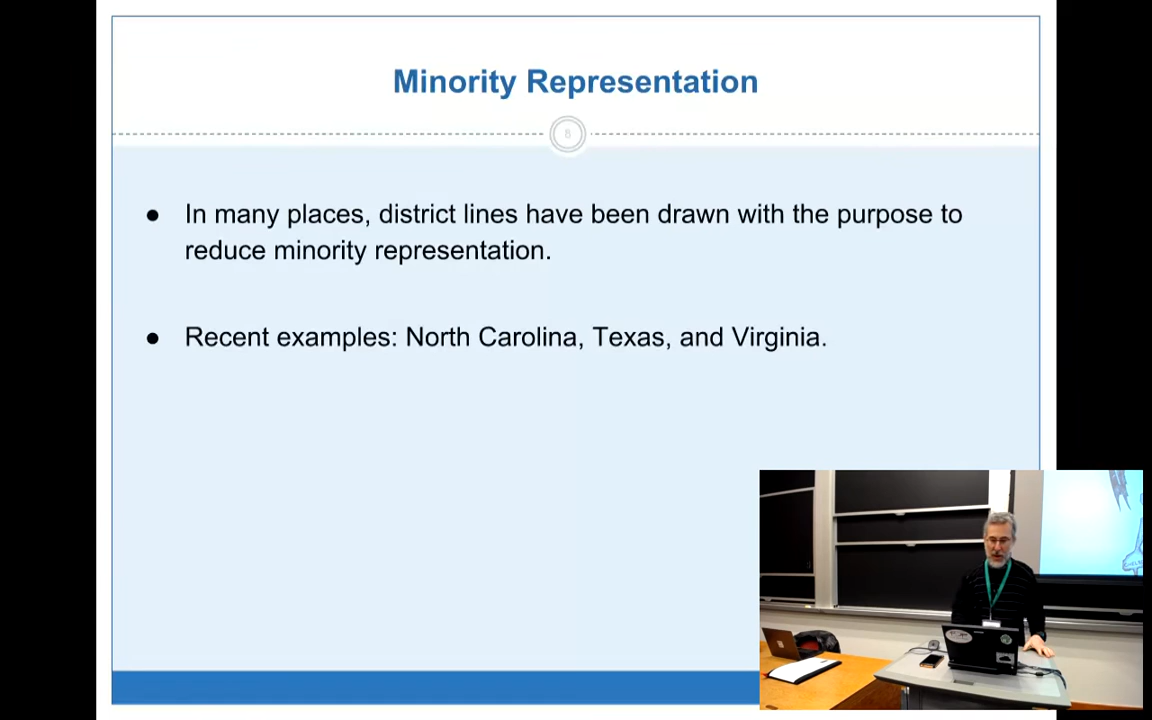 Minority Representation
8
● In many places, district lines have been drawn with the purpose to
reduce minority representation.
● Recent examples: North Carolina, Texas, and Virginia.